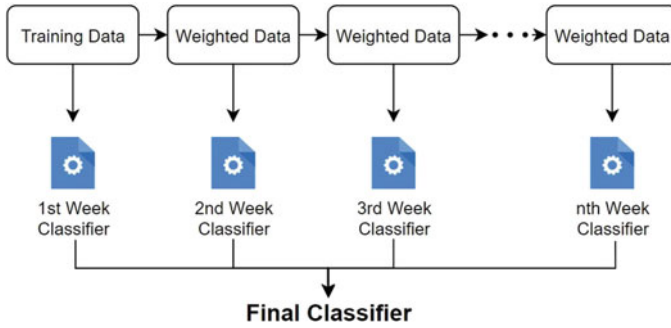 Training Data
Weighted Data
Weighted Data
Weighted Data
1st Week
Classifier
2nd Week
Classifier
3rd Week
Classifier
nth Week
Classifier
Final Classifier